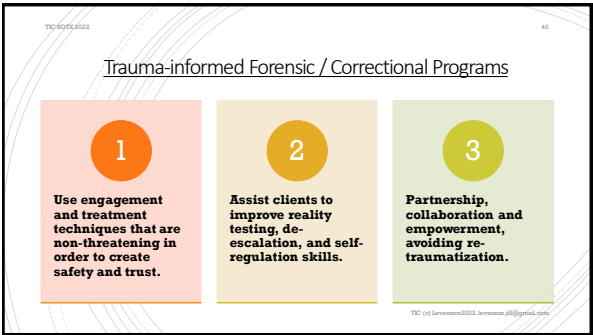 TIC SOTX 2022
40
Trauma-informed Forensic / Correctional Programs
1
Use engagement
and treatment
techniques that are
non-threatening in
order to create
safety and trust.
2
Assist clients to
improve reality
testing, de-
escalation, and self-
regulation skills.
3
Partnership,
collaboration and
empowerment,
avoiding re-
traumatization.
TIC (c) Levenson2022. levenson.jill@gmail.com